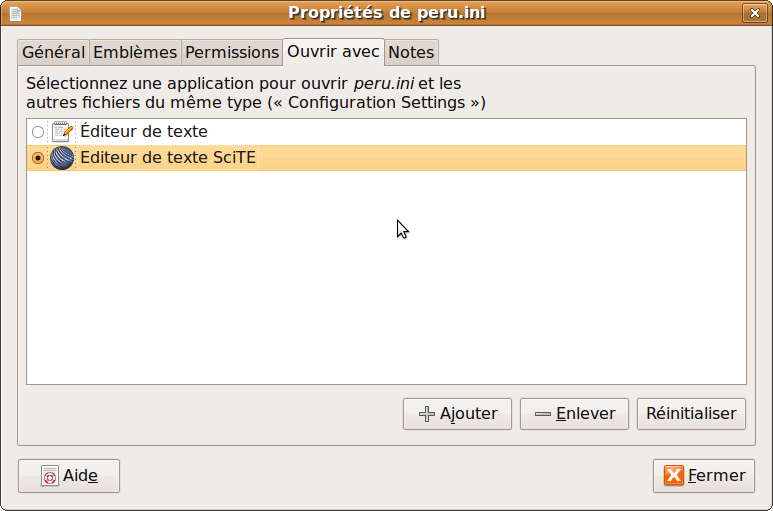 Propriétés de peru.ini
Général Emblèmes Permissions Ouvrir avec Notes
Sélectionnez une application pour ouvrir peru.ini et les
autres fichiers du même type (« Configuration Settings »)
Éditeur de texte
Editeur de texte SciTE
Ajouter Enlever Réinitialiser
Aide Fermer